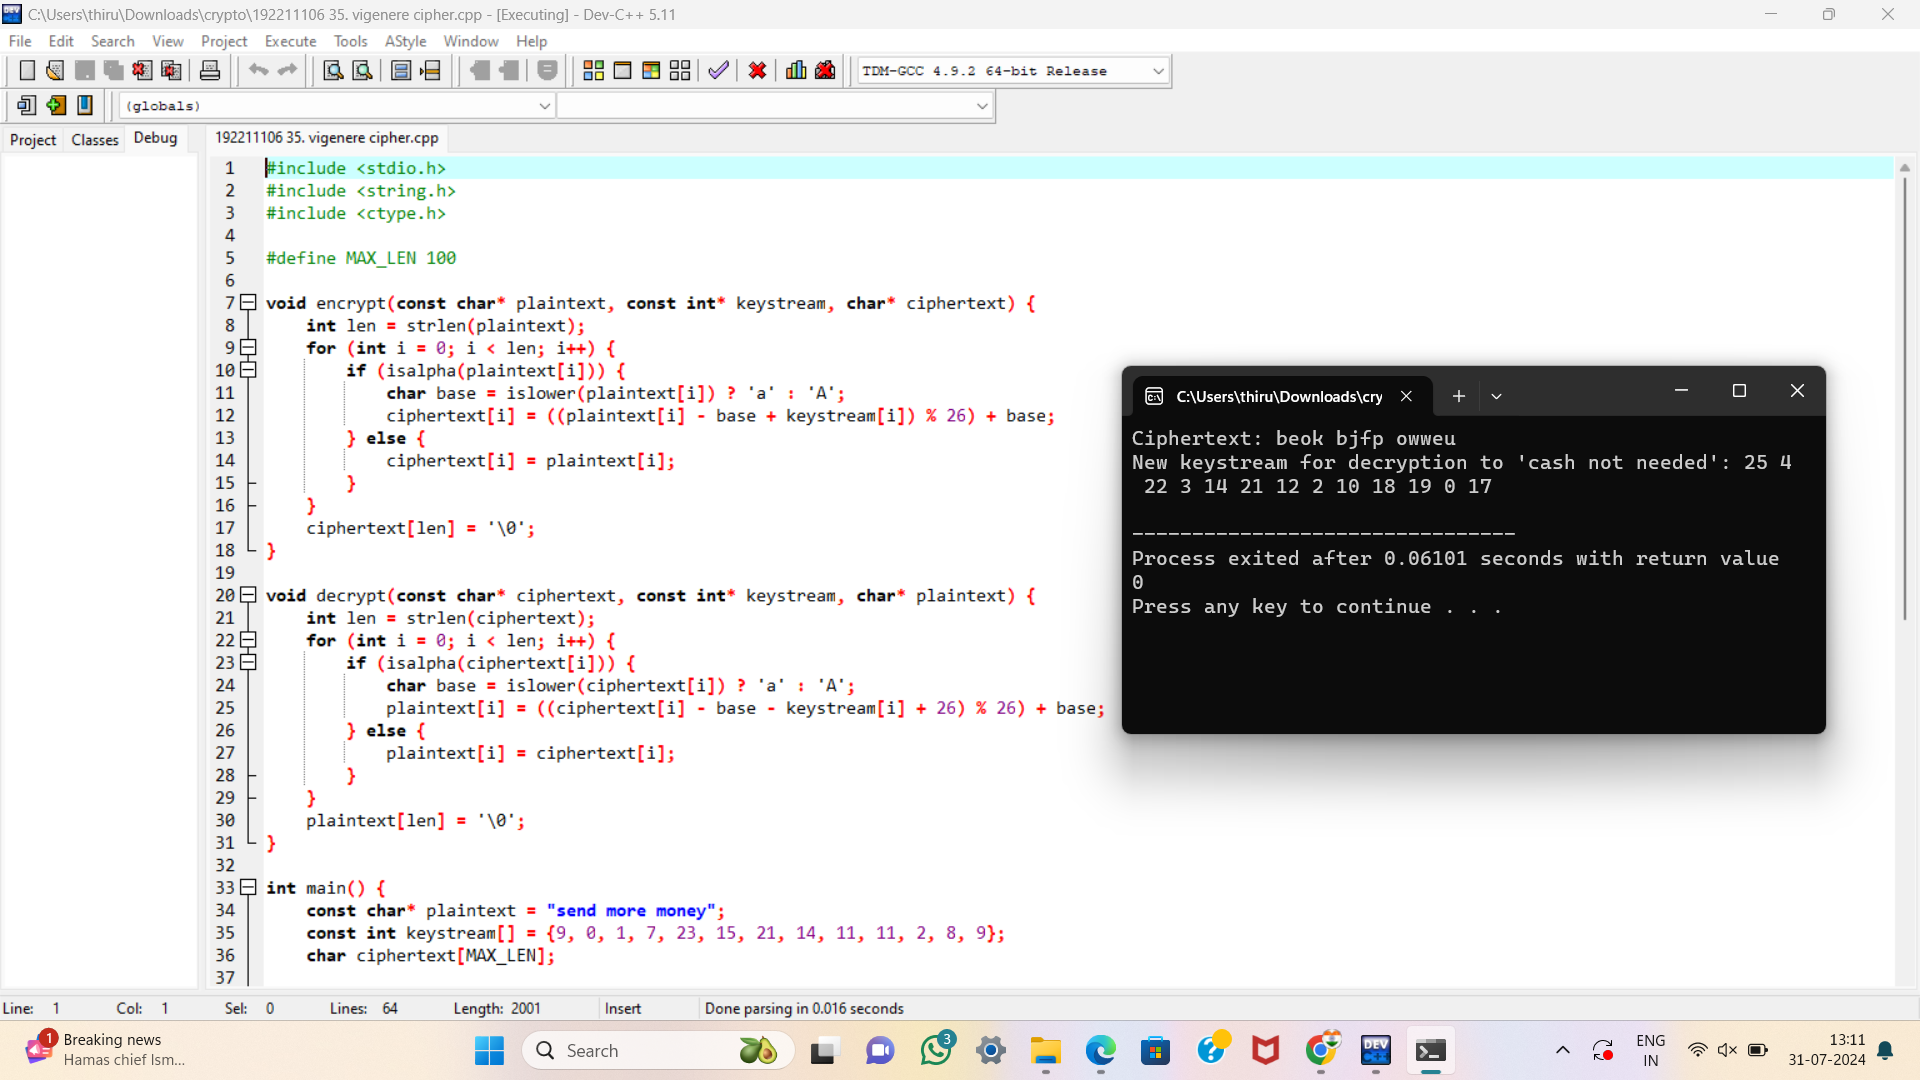 C:\Users\thiru\Downloads\crypto\192211106 35. vigenere cipher.cpp - [Executing] - Dev-C++ 5.11
File Edit Search View Project Execute Tools AStyle Window Help
TDM-GCC 4.9.2 64-bit Release
(globals)
Project Classes Debug
192211106 35. vigenere cipher.cpp
1 #include <stdio.h>
2 #include <string.h>
3 #include <ctype.h>
4
5 #define MAX_LEN 100
6
7 void encrypt(const char* plaintext, const int* keystream, char* ciphertext) {
8 int len = strlen(plaintext);
9 for (int i = 0; i < len; i++) {
10 if (isalpha(plaintext[i])) {
11 char base = islower(plaintext[i]) ? 'a' : 'A';
12 ciphertext[i] = ((plaintext[i] - base + keystream[i]) % 26) + base;
13 } else {
14 ciphertext[i] = plaintext[i];
15 }
16 }
17 ciphertext[len] = '\0';
18 }
19
20 void decrypt(const char* ciphertext, const int* keystream, char* plaintext) {
21 int len = strlen(ciphertext);
22 for (int i = 0; i < len; i++) {
23 if (isalpha(ciphertext[i])) {
24 char base = islower(ciphertext[i]) ? 'a' : 'A';
25 plaintext[i] = ((ciphertext[i] - base - keystream[i] + 26) % 26) + base;
26 } else {
27 plaintext[i] = ciphertext[i];
28 }
29 }
30 plaintext[len] = '\0';
31 }
32
33 int main() {
34 const char* plaintext = "send more money";
35 const int keystream[] = {9, 0, 1, 7, 23, 15, 21, 14, 11, 11, 2, 8, 9};
36 char ciphertext[MAX_LEN];
37
C:\Users\thiru\Downloads\cry
Ciphertext: beok bjfp owweu
New keystream for decryption to 'cash not needed': 25 4
22 3 14 21 12 2 10 18 19 0 17
--------------------------------
Process exited after 0.06101 seconds with return value
0
Press any key to continue . . .
Line: 1 Col: 1 Sel: 0 Lines: 64 Length: 2001 Insert Done parsing in 0.016 seconds
1
Breaking news
Hamas chief Ism...
Search
3
DEV C++
ENG
IN
13:11
31-07-2024